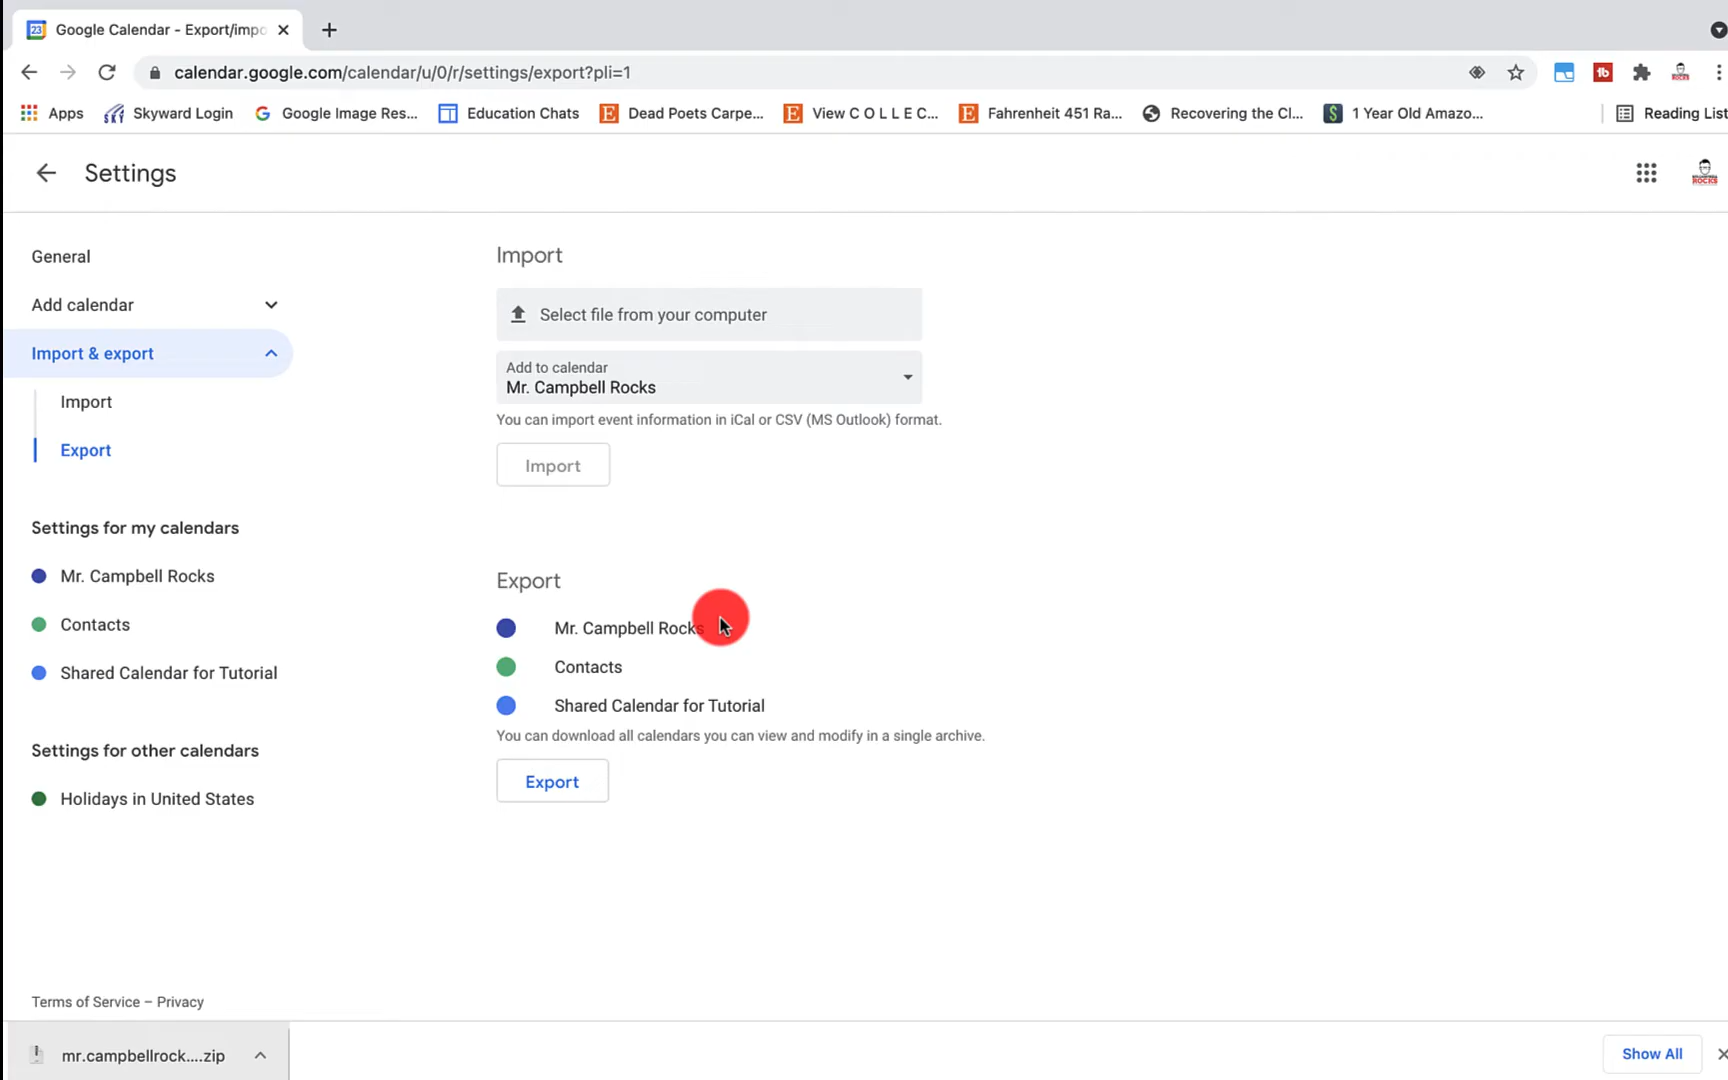 Google Calendar - Export/impo
calendar.google.com/calendar/u/0/r/settings/export?pli=1
Apps Skyward Login Google Image Res... Education Chats Dead Poets Carpe... View C O L L E C... Fahrenheit 451 Ra... Recovering the Cl... 1 Year Old Amazo... Reading List
Settings
General
Add calendar
Import & export
Import
Export
Settings for my calendars
Mr. Campbell Rocks
Contacts
Shared Calendar for Tutorial
Settings for other calendars
Holidays in United States
Terms of Service – Privacy
Import
Select file from your computer
Add to calendar
Mr. Campbell Rocks
You can import event information in iCal or CSV (MS Outlook) format.
Import
Export
Mr. Campbell Rocks
Contacts
Shared Calendar for Tutorial
You can download all calendars you can view and modify in a single archive.
Export
mr.campbellrock....zip
Show All